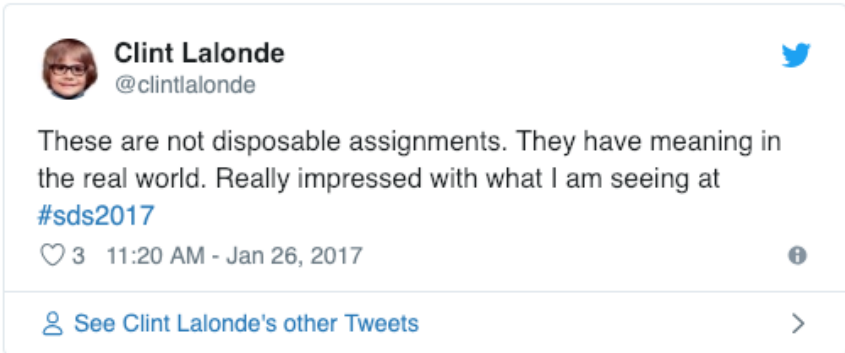 Clint Lalonde
@clintlalonde
These are not disposable assignments. They have meaning in
the real world. Really impressed with what I am seeing at
#sds2017
3 11:20 AM - Jan 26, 2017
See Clint Lalonde's other Tweets